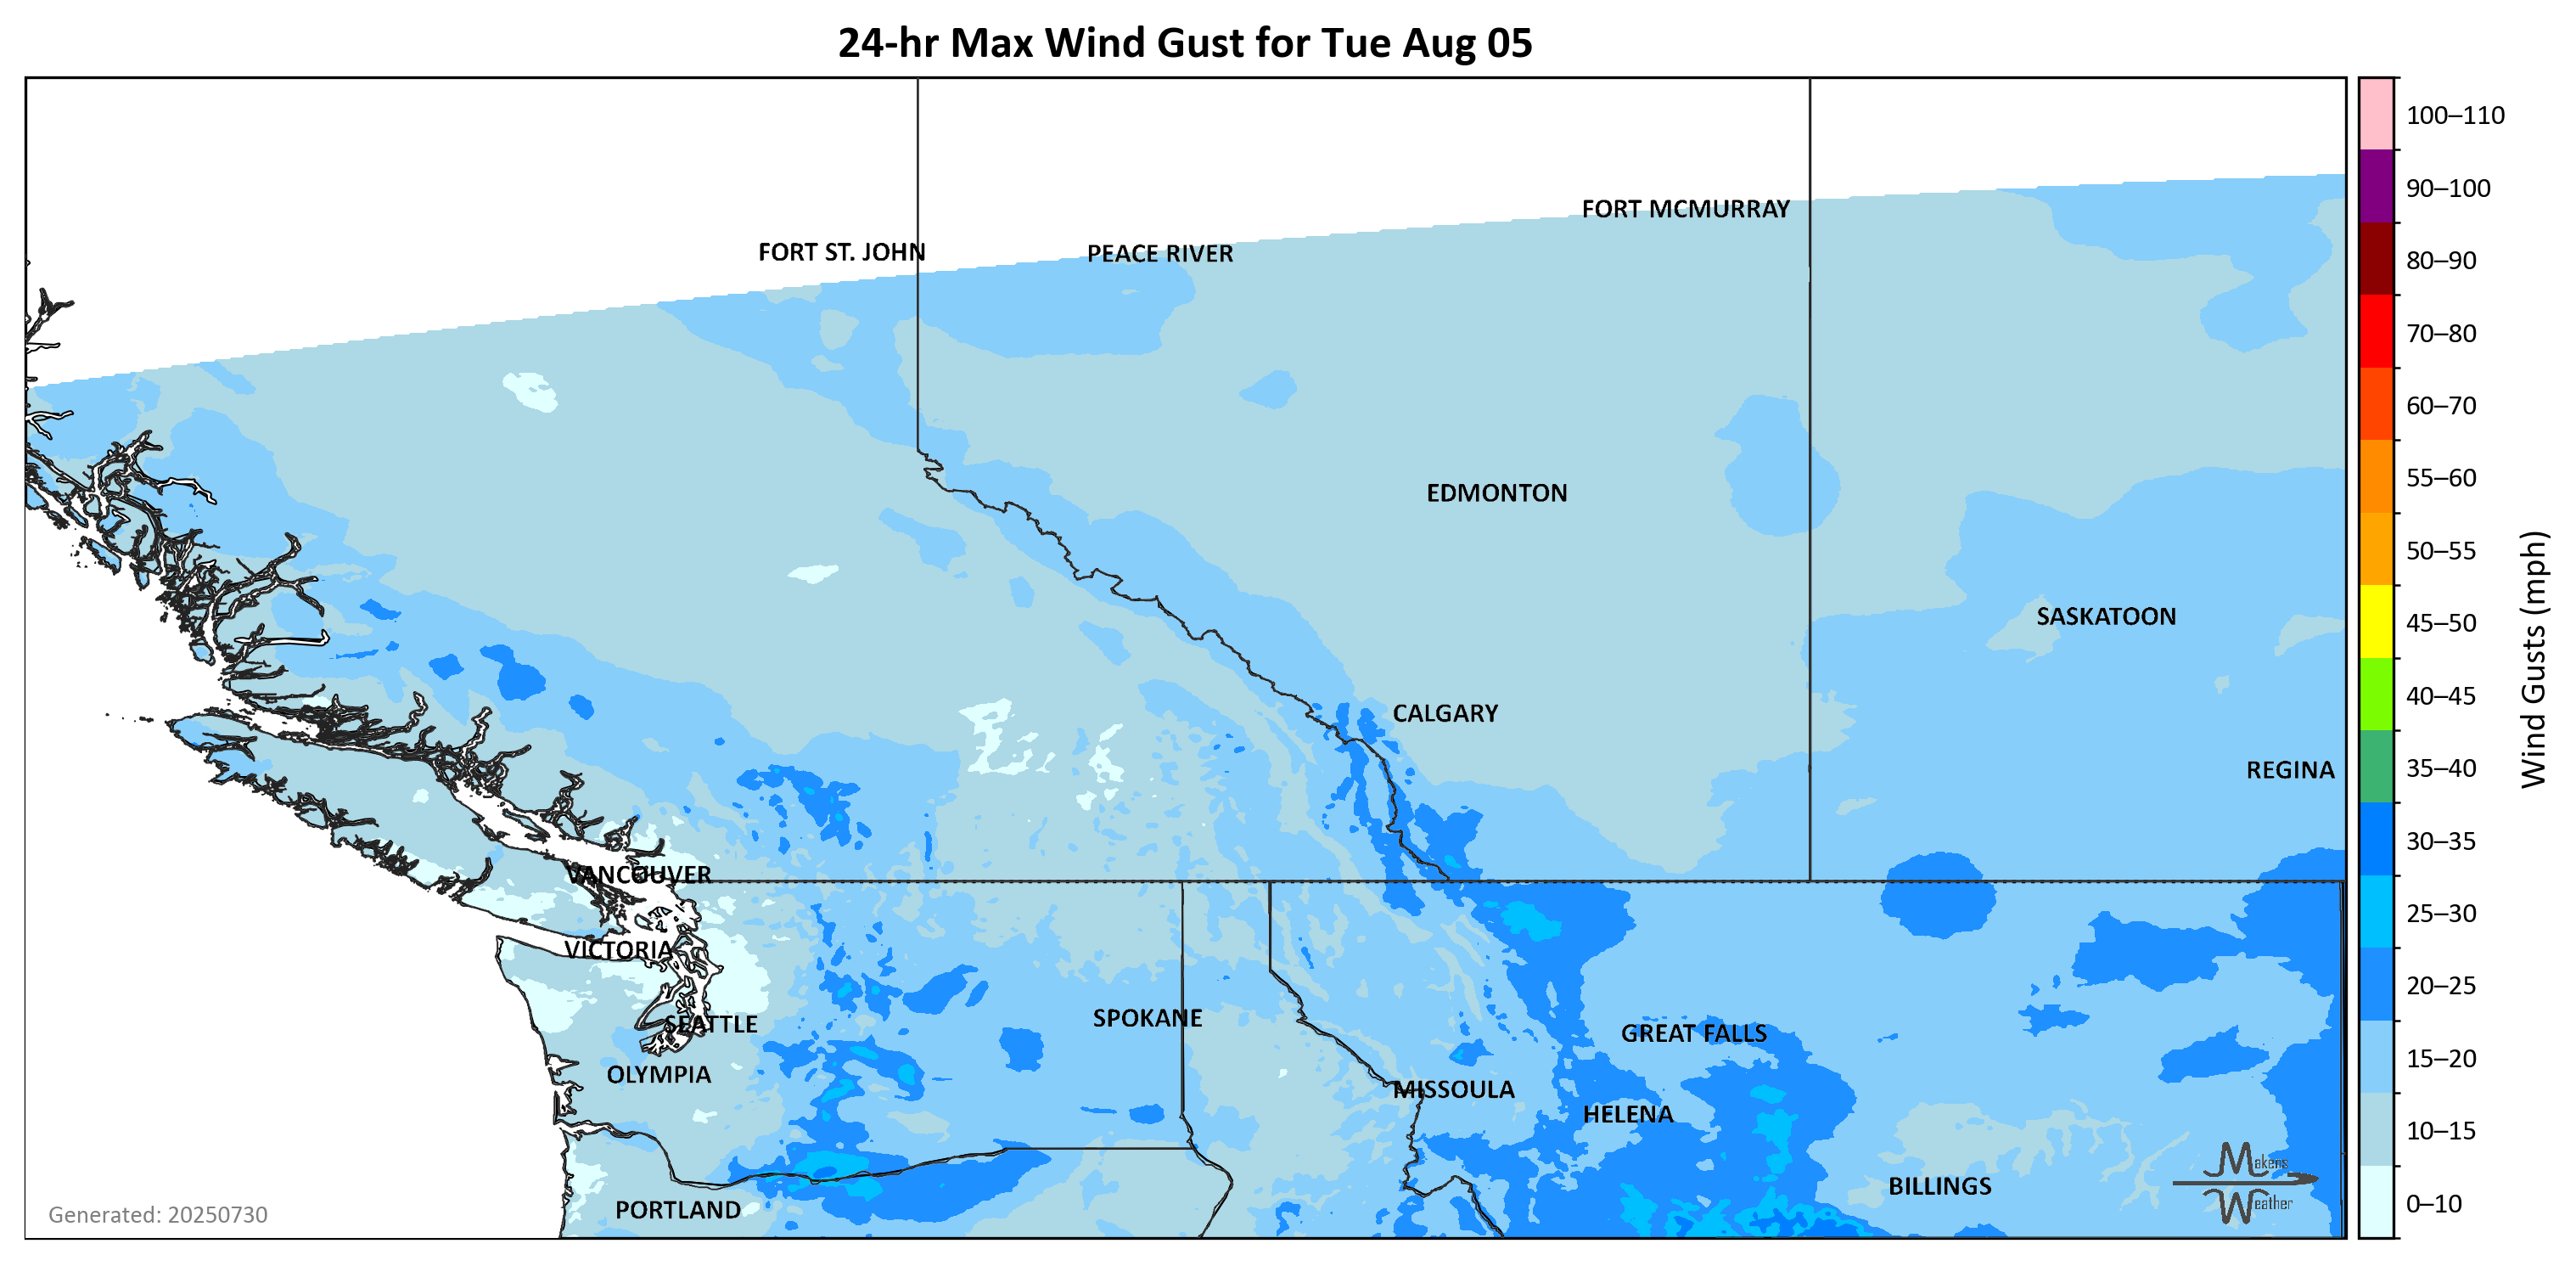 24-hr Max Wind Gust for Tue Aug 05
100–110
90–100
FORT MCMURRAY
FORT ST. JOHN
PEACE RIVER
80–90
70–80
60–70
EDMONTON
55–60
50–55
SASKATOON
45–50
Wind Gusts (mph)
40–45
CALGARY
REGINA
35–40
30–35
VANCOUVER
25–30
VICTORIA
20–25
SPOKANE
SEATTLE
GREAT FALLS
15–20
OLYMPIA
MISSOULA
HELENA
10–15
Makens
BILLINGS
Weather
0–10
PORTLAND
Generated: 20250730